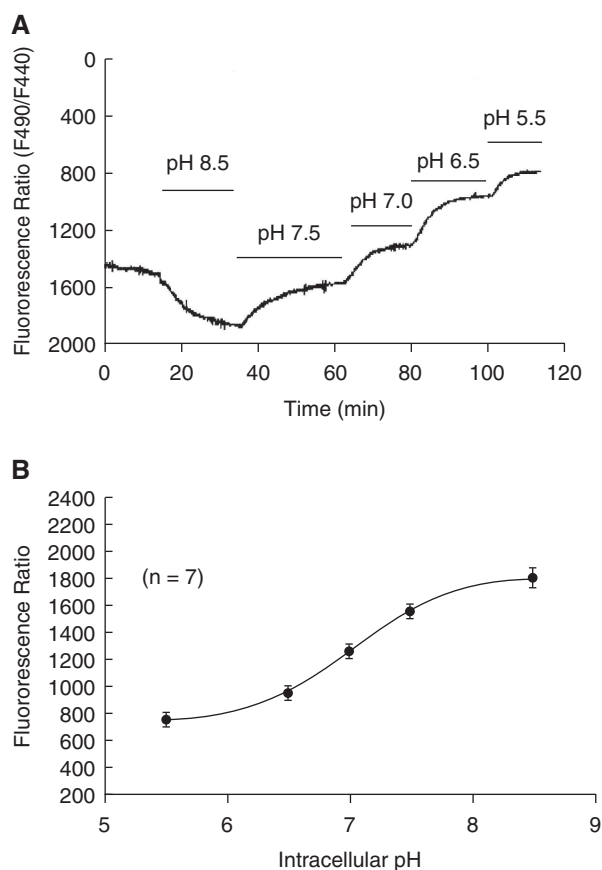 A
Fluororescence Ratio (F490/F440)
0
400
800
1200
1600
2000
pH 8.5
pH 7.5
pH 7.0
pH 6.5
pH 5.5
0 20 40 60 80 100 120
Time (min)
B
Fluororescence Ratio
2400
2200
2000
1800
1600
1400
1200
1000
800
600
400
200
(n = 7)
5 6 7 8 9
Intracellular pH